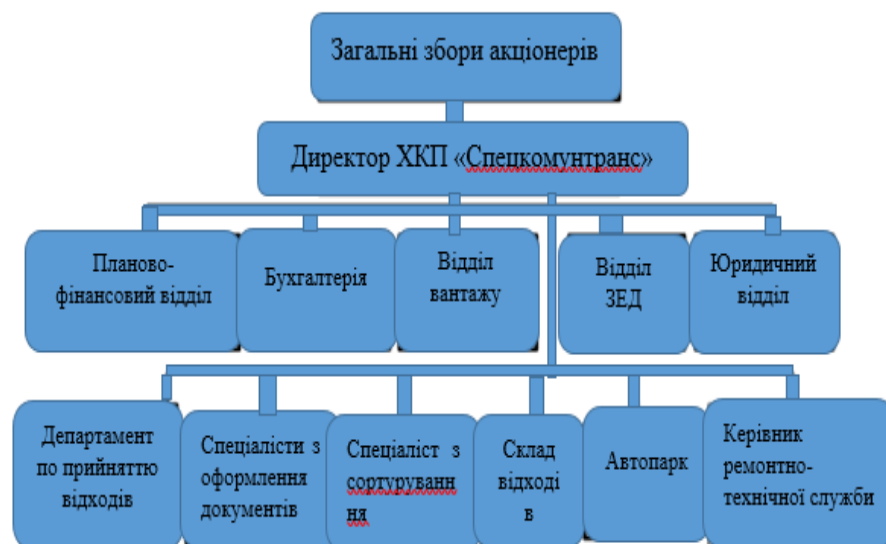 Загальні збори акціонерів
Директор ХКП «Спецкомунтранс»
Планово-
фінансовий відділ
Бухгалтерія
Відділ
вантажу
Відділ
ЗЕД
Юридичний
відділ
Департамент
по прийняттю
відходів
Спеціалісти з
оформлення
документів
Спеціаліст з
сортуруванн
ня
Склад
відході
в
Автопарк
Керівник
ремонтно-
технічної служби